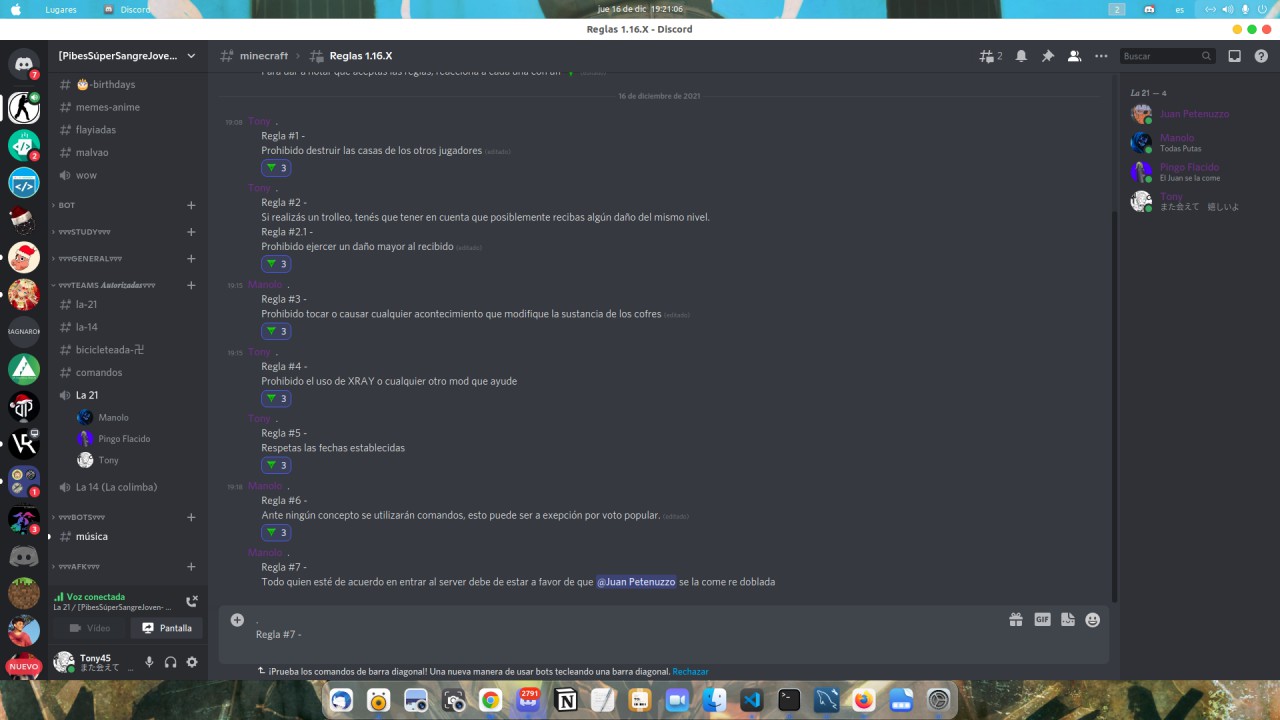 Lugares
Discord
jue 16 de dic 19:21:06
2
es
Reglas 1.16.X - Discord
[PibesSúperSangreJove...
minecraft
Reglas 1.16.X
2
Buscar
7
2
RAGNAROK
1
3
NUEVO
🎂-birthdays
memes-anime
flayiadas
malvao
wow
BOT
♥♥♥STUDY♥♥♥
♥♥♥GENERAL♥♥♥
♥♥♥TEAMS 𝑨𝒖𝒕𝒐𝒓𝒊𝒛𝒂𝒅𝒂𝒔♥♥♥
la-21
la-14
bicicleteada-卍
comandos
La 21
Manolo
Pingo Flacido
Tony
La 14 (La colimba)
♥♥♥BOTS♥♥♥
música
♥♥♥AFK♥♥♥
Voz conectada
La 21 / [PibesSúperSangreJoven- ...
Vídeo
Pantalla
Tony45
また会えて ...
Para dar a notar que aceptas las reglas, reacciona a cada una con un
16 de diciembre de 2021
19:08 Tony .
Regla #1 -
Prohibido destruir las casas de los otros jugadores (editado)
3
Tony .
Regla #2 -
Si realizás un trolleo, tenés que tener en cuenta que posiblemente recibas algún daño del mismo nivel.
Regla #2.1 -
Prohibido ejercer un daño mayor al recibido (editado)
3
19:15 Manolo .
Regla #3 -
Prohibido tocar o causar cualquier acontecimiento que modifique la sustancia de los cofres (editado)
3
19:15 Tony .
Regla #4 -
Prohibido el uso de XRAY o cualquier otro mod que ayude
3
Tony .
Regla #5 -
Respetas las fechas establecidas
3
19:18 Manolo .
Regla #6 -
Ante ningún concepto se utilizarán comandos, esto puede ser a exepción por voto popular. (editado)
3
Manolo .
Regla #7 -
Todo quien esté de acuerdo en entrar al server debe de estar a favor de que @Juan Petenuzzo se la come re doblada
.
Regla #7 -
GIF
¡Prueba los comandos de barra diagonal! Una nueva manera de usar bots tecleando una barra diagonal. Rechazar
La 21 — 4
Juan Petenuzzo
Manolo
Todas Putas
Pingo Flacido
El Juan se la come
Tony
また会えて 嬉しいよ
2791